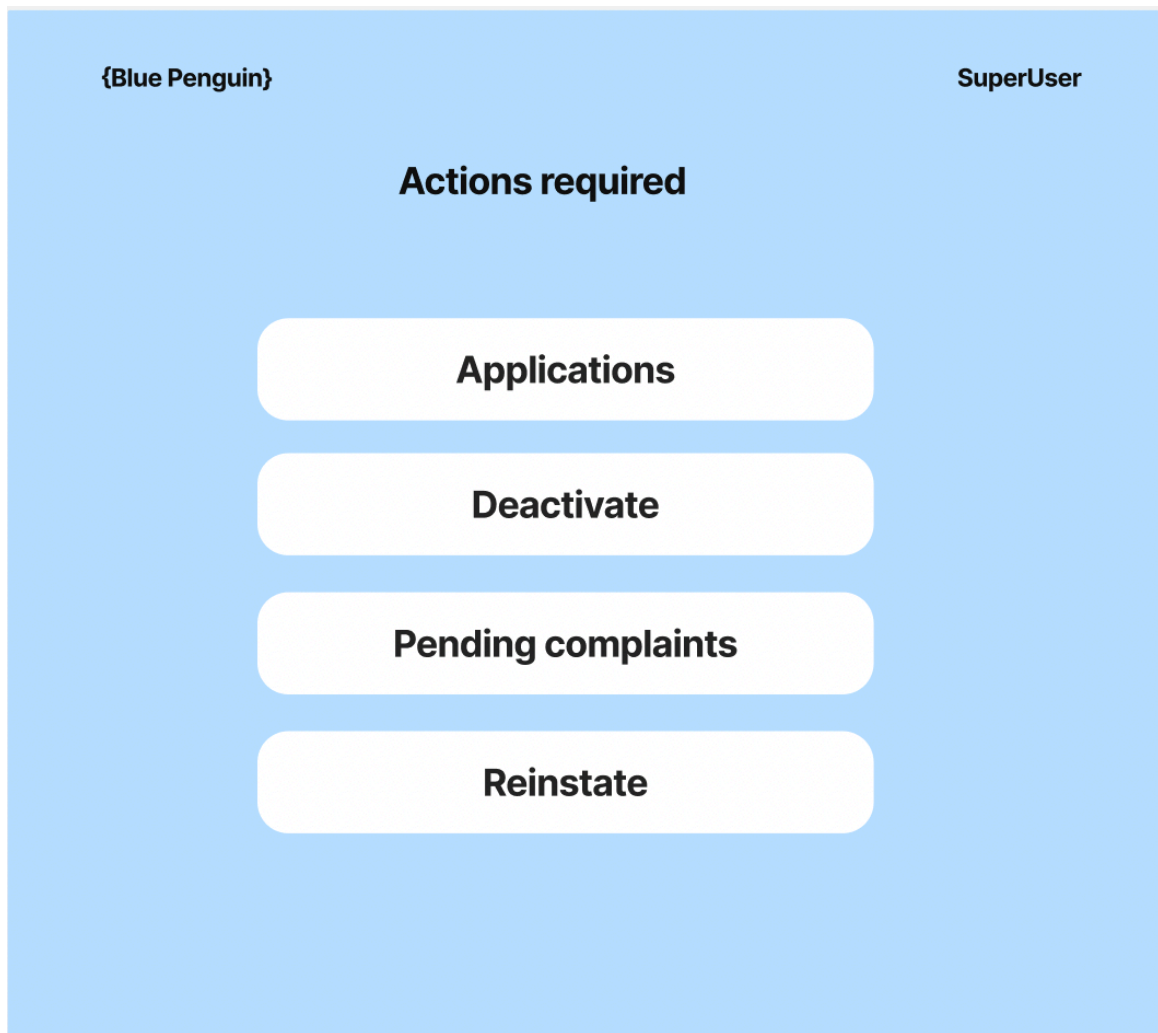 {Blue Penguin}
SuperUser
Actions required
Applications
Deactivate
Pending complaints
Reinstate